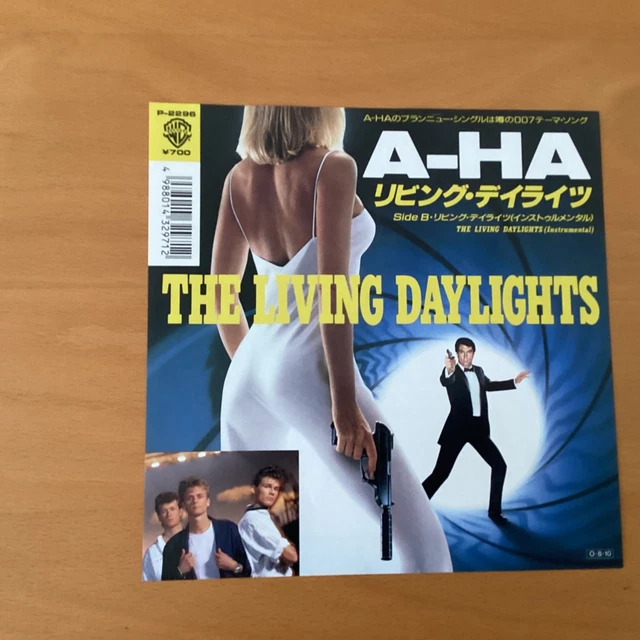 P-2296
¥700
4 988014 329712
A-HAのブランニュー・シングルは噂の007テーマ・ソング
A-HA
リビング・デイライツ
Side B・リビング・デイライツ(インストゥルメンタル)
THE LIVING DAYLIGHTS (Instrumental)
THE LIVING DAYLIGHTS
O・6・10